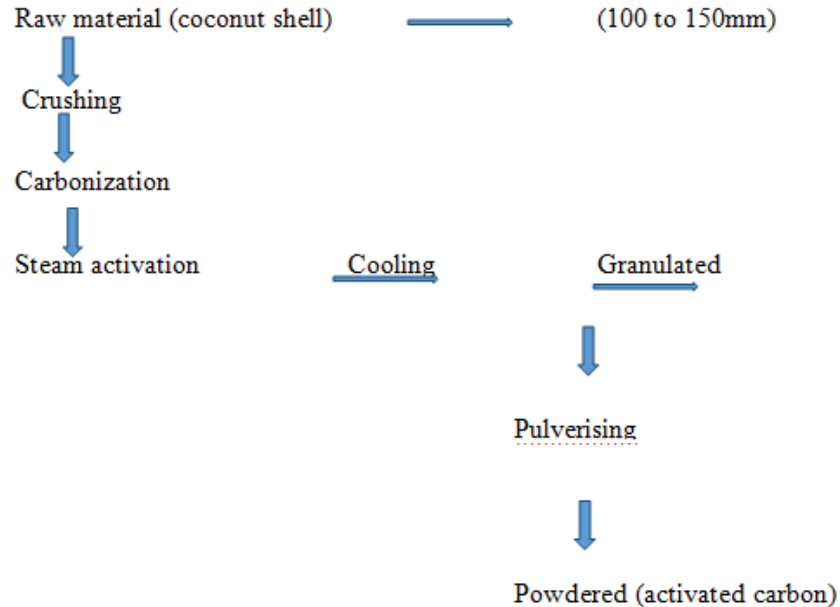 Raw material (coconut shell) (100 to 150mm)
Crushing
Carbonization
Steam activation Cooling Granulated
Pulverising
Powdered (activated carbon)